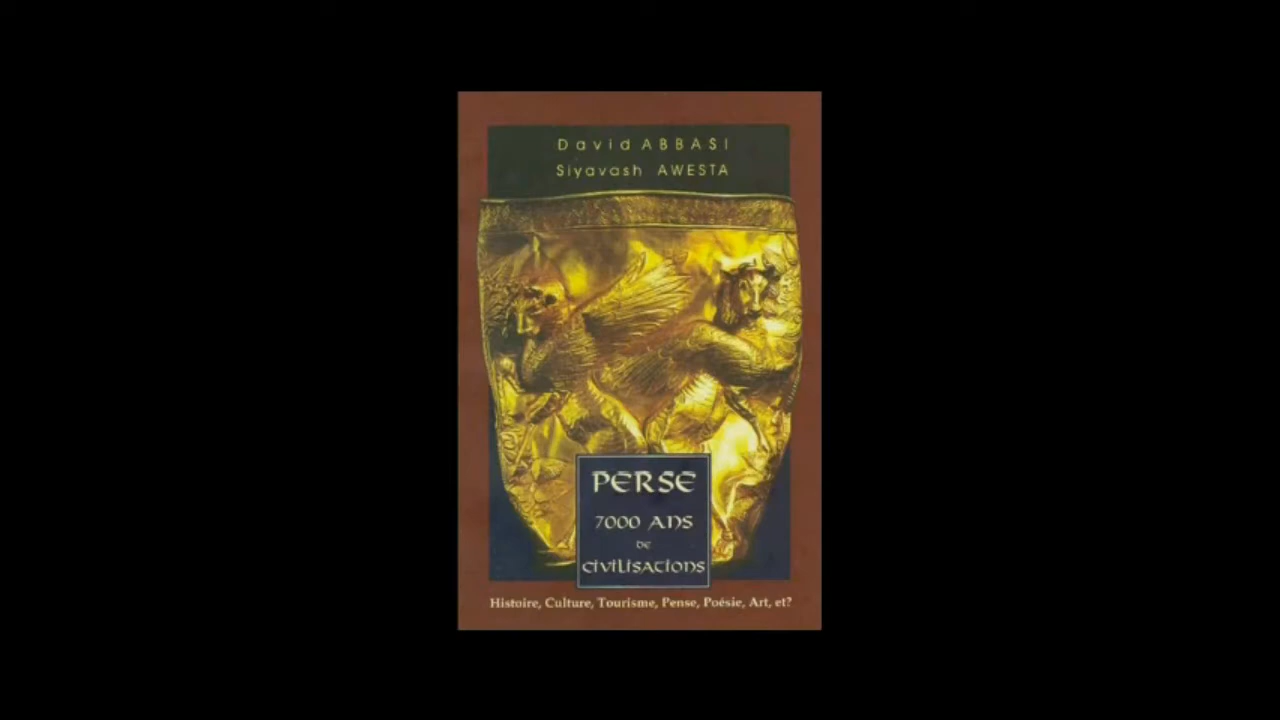 David ABBASI
Siyavash AWESTA
PERSE
7000 ANS
DE
CIVILISATIONS
Histoire, Culture, Tourisme, Pense, Poésie, Art, et?